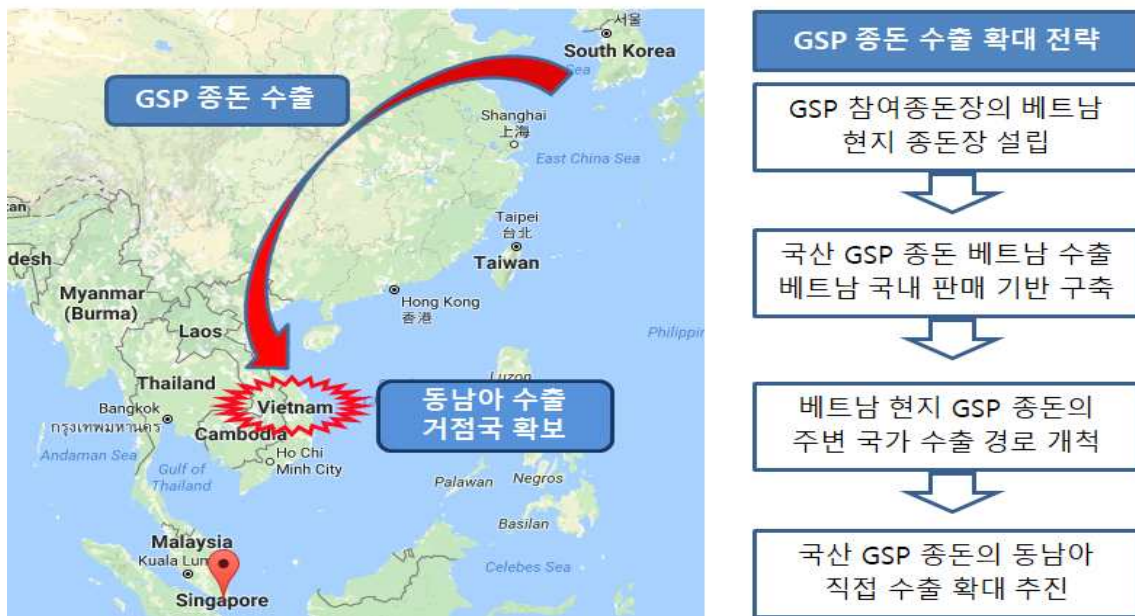 서울
South Korea
Sea
GSP 종돈 수출
Shanghai
上海
East China Sea
Taipei
台北
Taiwan
desh
Myanmar
(Burma)
Hong Kong
香港
Laos
Philippin
Luzon
Thailand
Vietnam
Bangkok
กรุงเทพมหานคร
Cambodia
동남아 수출
거점국 확보
Andaman Sea
Ho Chi
Minh City
Gulf of
Thailand
Palawan
Negros
Basilan
Malaysia
Kuala Lum
Celebes Sea
Singapore
GSP 종돈 수출 확대 전략
GSP 참여종돈장의 베트남
현지 종돈장 설립
국산 GSP 종돈 베트남 수출
베트남 국내 판매 기반 구축
베트남 현지 GSP 종돈의
주변 국가 수출 경로 개척
국산 GSP 종돈의 동남아
직접 수출 확대 추진